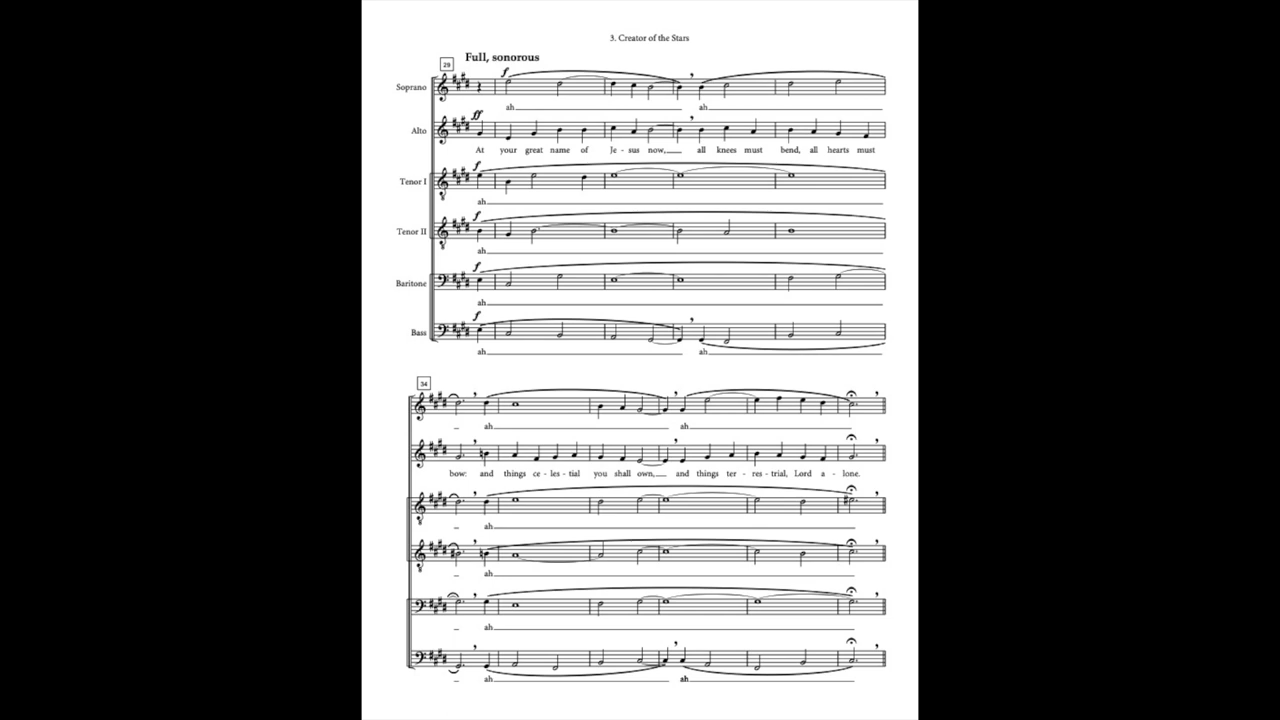 3. Creator of the Stars
Full, sonorous
29
f
Soprano
ah ah
ff
Alto
At your great name of Je - sus now, all knees must bend, all hearts must
f
Tenor I
ah
f
Tenor II
ah
f
Baritone
ah
f
Bass
ah ah
34
ah ah
bow: and things ce - les - tial you shall own, and things ter - res - trial, Lord a - lone.
ah
ah
ah
ah ah